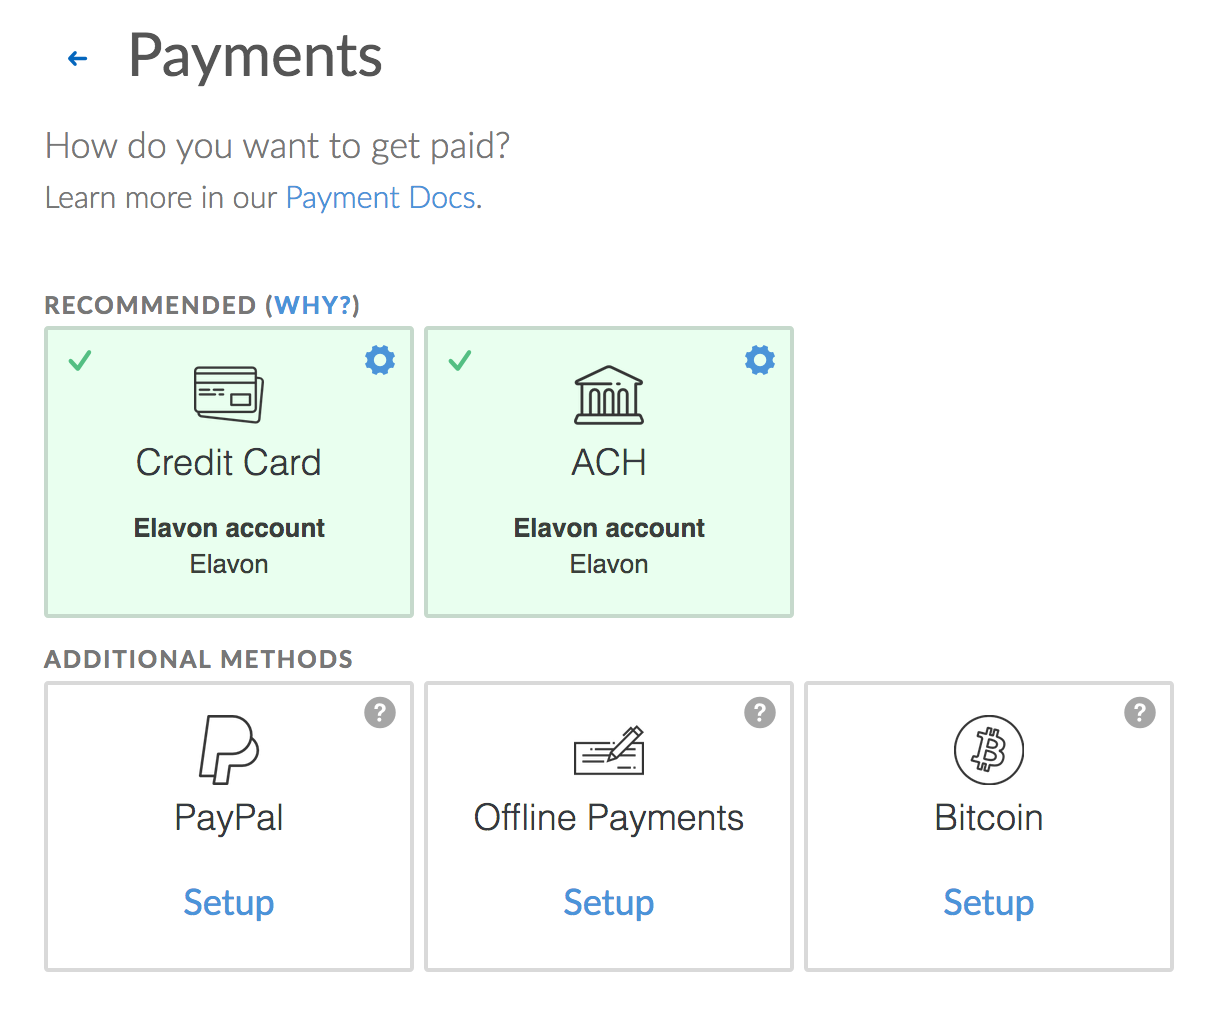 Payments
How do you want to get paid?
Learn more in our Payment Docs.
RECOMMENDED (WHY?)
Credit Card
Elavon account
Elavon
ACH
Elavon account
Elavon
ADDITIONAL METHODS
?
PayPal
Setup
?
Offline Payments
Setup
?
Bitcoin
Setup